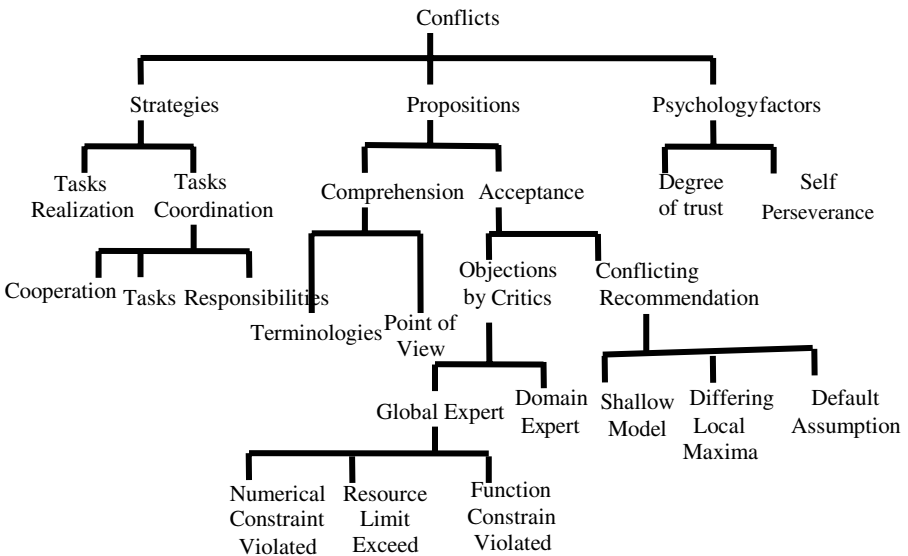 Conflicts
Strategies
Propositions
Psychologyfactors
Tasks
Realization
Tasks
Coordination
Comprehension
Acceptance
Degree
of trust
Self
Perseverance
Cooperation
Tasks
Responsibilities
Terminologies
Point of
View
Objections
by Critics
Conflicting
Recommendation
Global Expert
Domain
Expert
Shallow
Model
Differing
Local
Maxima
Default
Assumption
Numerical
Constraint
Violated
Resource
Limit
Exceed
Function
Constrain
Violated